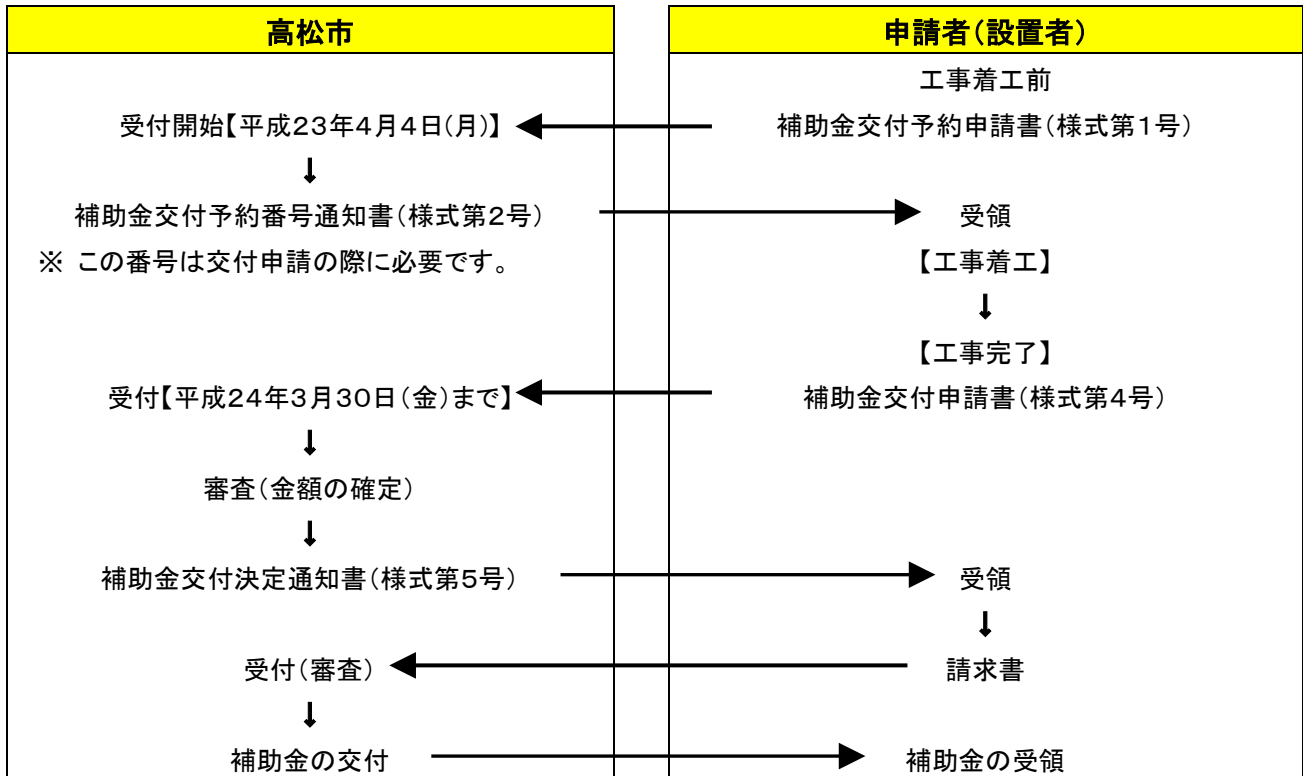 高松市
申請者(設置者)
工事着工前
受付開始【平成23年4月4日(月)】
補助金交付予約申請書(様式第1号)
↓
補助金交付予約番号通知書(様式第2号)
受領
※ この番号は交付申請の際に必要です。
【工事着工】
↓
【工事完了】
受付【平成24年3月30日(金)まで】
補助金交付申請書(様式第4号)
↓
審査(金額の確定)
↓
補助金交付決定通知書(様式第5号)
受領
↓
受付(審査)
請求書
↓
補助金の交付
補助金の受領